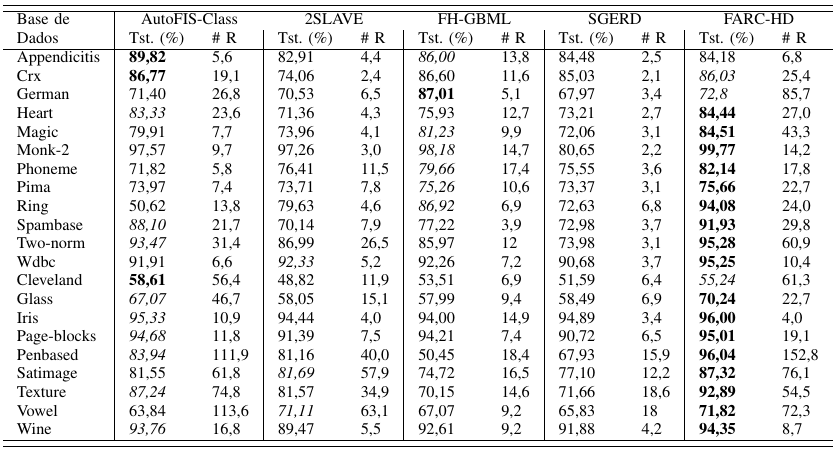 Base de AutoFIS-Class 2SLAVE FH-GBML SGERD FARC-HD
Dados Tst. (%) # R Tst. (%) # R Tst. (%) # R Tst. (%) # R Tst. (%) # R
Appendicitis 89,82 5,6 82,91 4,4 86,00 13,8 84,48 2,5 84,18 6,8
Crx 86,77 19,1 74,06 2,4 86,60 11,6 85,03 2,1 86,03 25,4
German 71,40 26,8 70,53 6,5 87,01 5,1 67,97 3,4 72,8 85,7
Heart 83,33 23,6 71,36 4,3 75,93 12,7 73,21 2,7 84,44 27,0
Magic 79,91 7,7 73,96 4,1 81,23 9,9 72,06 3,1 84,51 43,3
Monk-2 97,57 9,7 97,26 3,0 98,18 14,7 80,65 2,2 99,77 14,2
Phoneme 71,82 5,8 76,41 11,5 79,66 17,4 75,55 3,6 82,14 17,8
Pima 73,97 7,4 73,71 7,8 75,26 10,6 73,37 3,1 75,66 22,7
Ring 50,62 13,8 79,63 4,6 86,92 6,9 72,63 6,8 94,08 24,0
Spambase 88,10 21,7 70,14 7,9 77,22 3,9 72,98 3,7 91,93 29,8
Two-norm 93,47 31,4 86,99 26,5 85,97 12 73,98 3,1 95,28 60,9
Wdbc 91,91 6,6 92,33 5,2 92,26 7,2 90,68 3,7 95,25 10,4
Cleveland 58,61 56,4 48,82 11,9 53,51 6,9 51,59 6,4 55,24 61,3
Glass 67,07 46,7 58,05 15,1 57,99 9,4 58,49 6,9 70,24 22,7
Iris 95,33 10,9 94,44 4,0 94,00 14,9 94,89 3,4 96,00 4,0
Page-blocks 94,68 11,8 91,39 7,5 94,21 7,4 90,72 6,5 95,01 19,1
Penbased 83,94 111,9 81,16 40,0 50,45 18,4 67,93 15,9 96,04 152,8
Satimage 81,55 61,8 81,69 57,9 74,72 16,5 77,10 12,2 87,32 76,1
Texture 87,24 74,8 81,57 34,9 70,15 14,6 71,66 18,6 92,89 54,5
Vowel 63,84 113,6 71,11 63,1 67,07 9,2 65,83 18 71,82 72,3
Wine 93,76 16,8 89,47 5,5 92,61 9,2 91,88 4,2 94,35 8,7